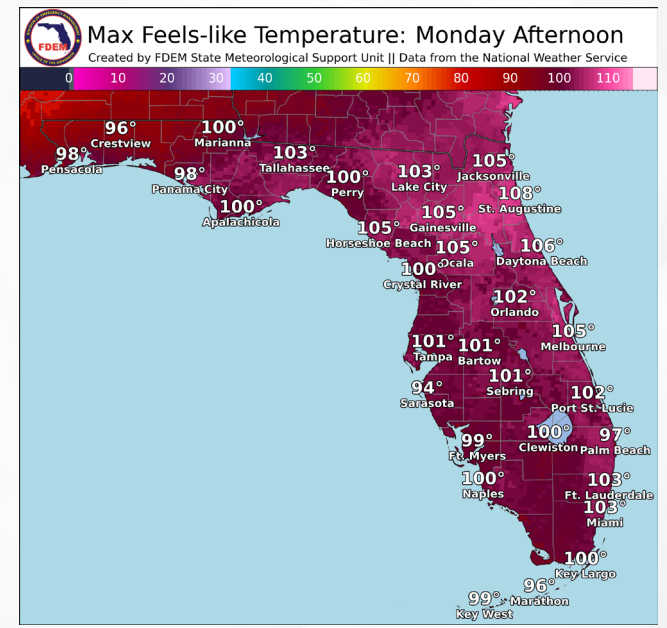 FDEM
Max Feels-like Temperature: Monday Afternoon
Created by FDEM State Meteorological Support Unit || Data from the National Weather Service
0 10 20 30 40 50 60 70 80 90 100 110
96°
Crestview
100°
Marianna
98°
Pensacola
103°
Tallahassee
98°
Panama City
100°
Perry
103°
Lake City
105°
Jacksonville
100°
Apalachicola
108°
St. Augustine
105°
Gainesville
105°
Horseshoe Beach
105°
Ocala
106°
Daytona Beach
100°
Crystal River
102°
Orlando
105°
Melbourne
101°
Tampa
101°
Bartow
101°
Sebring
94°
Sarasota
102°
Port St. Lucie
99°
Ft. Myers
100°
Clewiston
97°
Palm Beach
100°
Naples
103°
Ft. Lauderdale
103°
Miami
100°
Key Largo
96°
Marathon
99°
Key West